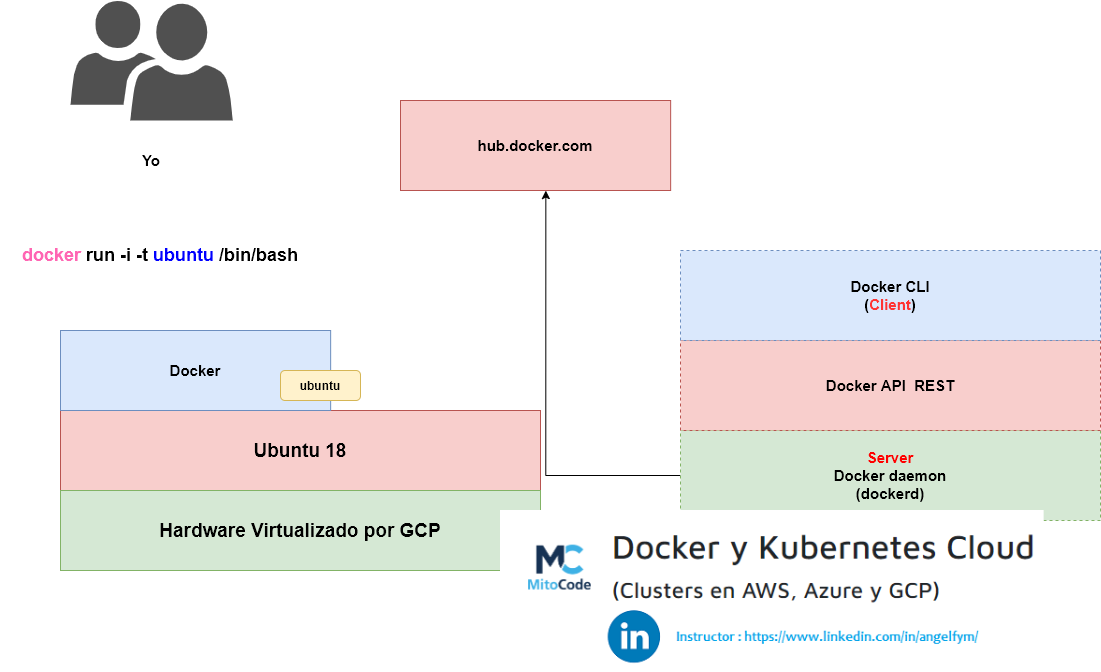 Yo
hub.docker.com
docker run -i -t ubuntu /bin/bash
Docker
ubuntu
Ubuntu 18
Hardware Virtualizado por GCP
Docker CLI
(Client)
Docker API REST
Server
Docker daemon
(dockerd)
MC
MitoCode
Docker y Kubernetes Cloud
(Clusters en AWS, Azure y GCP)
in
Instructor : https://www.linkedin.com/in/angelfym/